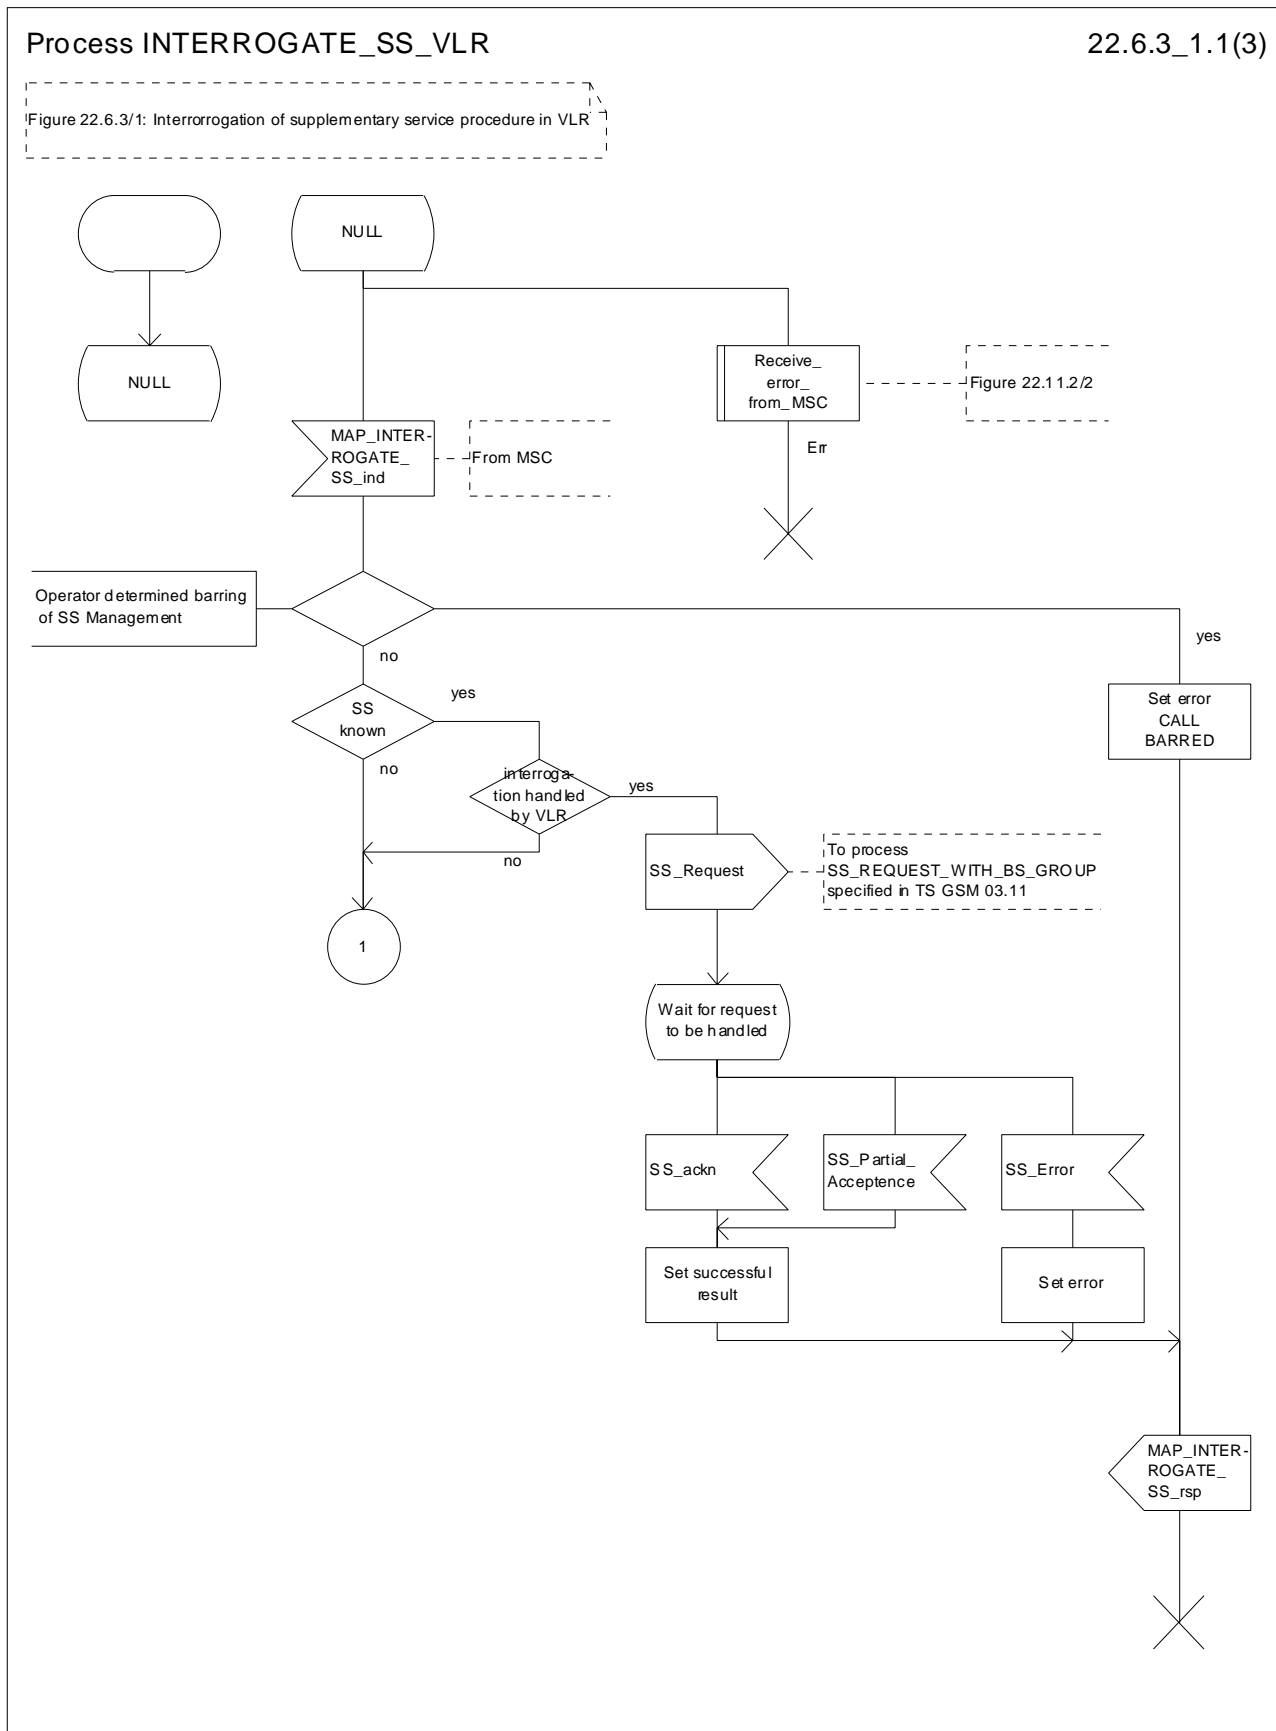 Process INTERROGATE_SS_VLR
22.6.3_1.1(3)
Figure 22.6.3/1: Interrorrogation of supplementary service procedure in VLR
NULL
NULL
Receive_
error_
from_MSC
Figure 22.11.2/2
MAP_INTER-
ROGATE_
SS_ind
From MSC
Err
Operator determined barring
of SS Management
yes
no
SS
known
yes
no
Set error
CALL
BARRED
interroga-
tion handled
by VLR
yes
no
SS_Request
To process
SS_REQUEST_WITH_BS_GROUP
specified in TS GSM 03.11
1
Wait for request
to be handled
SS_ackn
SS_Partial_
Acceptence
SS_Error
Set successful
result
Set error
MAP_INTER-
ROGATE_
SS_rsp